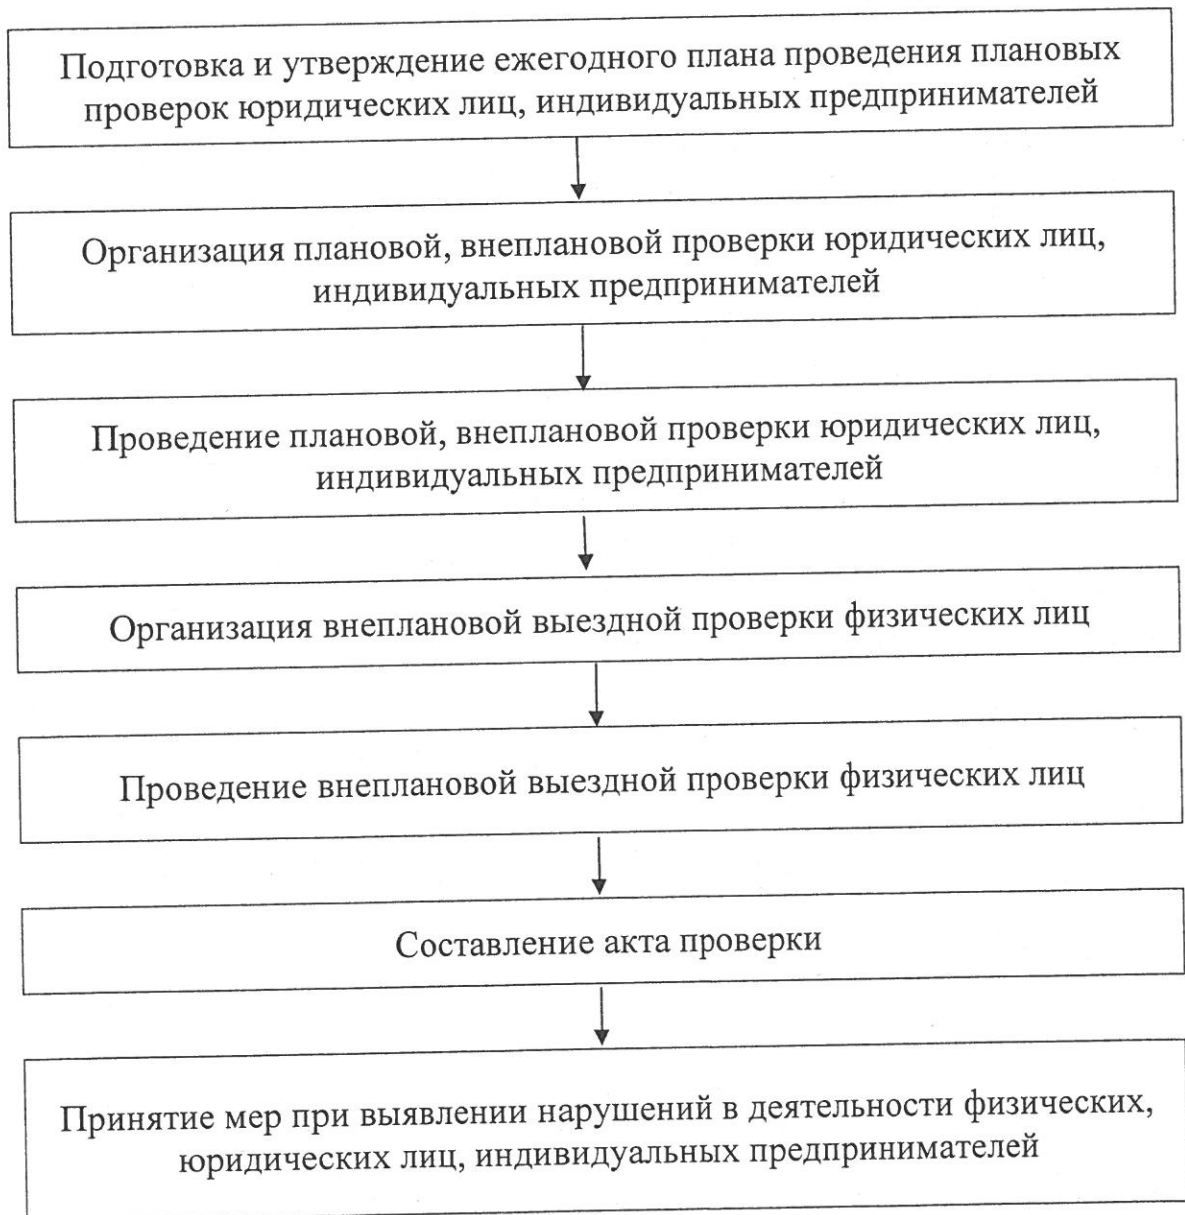 Подготовка и утверждение ежегодного плана проведения плановых
проверок юридических лиц, индивидуальных предпринимателей
Организация плановой, внеплановой проверки юридических лиц,
индивидуальных предпринимателей
Проведение плановой, внеплановой проверки юридических лиц,
индивидуальных предпринимателей
Организация внеплановой выездной проверки физических лиц
Проведение внеплановой выездной проверки физических лиц
Составление акта проверки
Принятие мер при выявлении нарушений в деятельности физических,
юридических лиц, индивидуальных предпринимателей